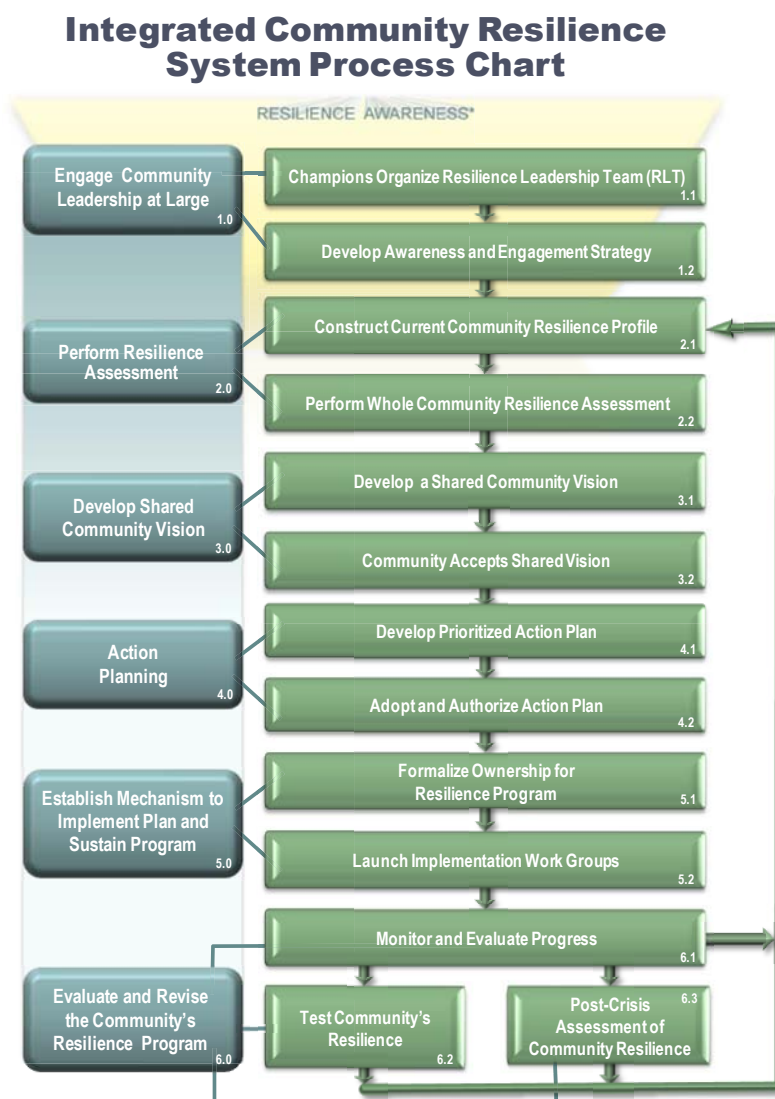 Integrated Community Resilience
System Process Chart
RESILIENCE AWARENESS*
Engage Community
Leadership at Large
1.0
Champions Organize Resilience Leadership Team (RLT)
1.1
Develop Awareness and Engagement Strategy
1.2
Perform Resilience
Assessment
2.0
Construct Current Community Resilience Profile
2.1
Perform Whole Community Resilience Assessment
2.2
Develop Shared
Community Vision
3.0
Develop a Shared Community Vision
3.1
Community Accepts Shared Vision
3.2
Action
Planning
4.0
Develop Prioritized Action Plan
4.1
Adopt and Authorize Action Plan
4.2
Establish Mechanism to
Implement Plan and
Sustain Program
5.0
Formalize Ownership for
Resilience Program
5.1
Launch Implementation Work Groups
5.2
Evaluate and Revise
the Community's
Resilience Program
6.0
Monitor and Evaluate Progress
6.1
Test Community's
Resilience
6.2
6.3
Post-Crisis
Assessment of
Community Resilience